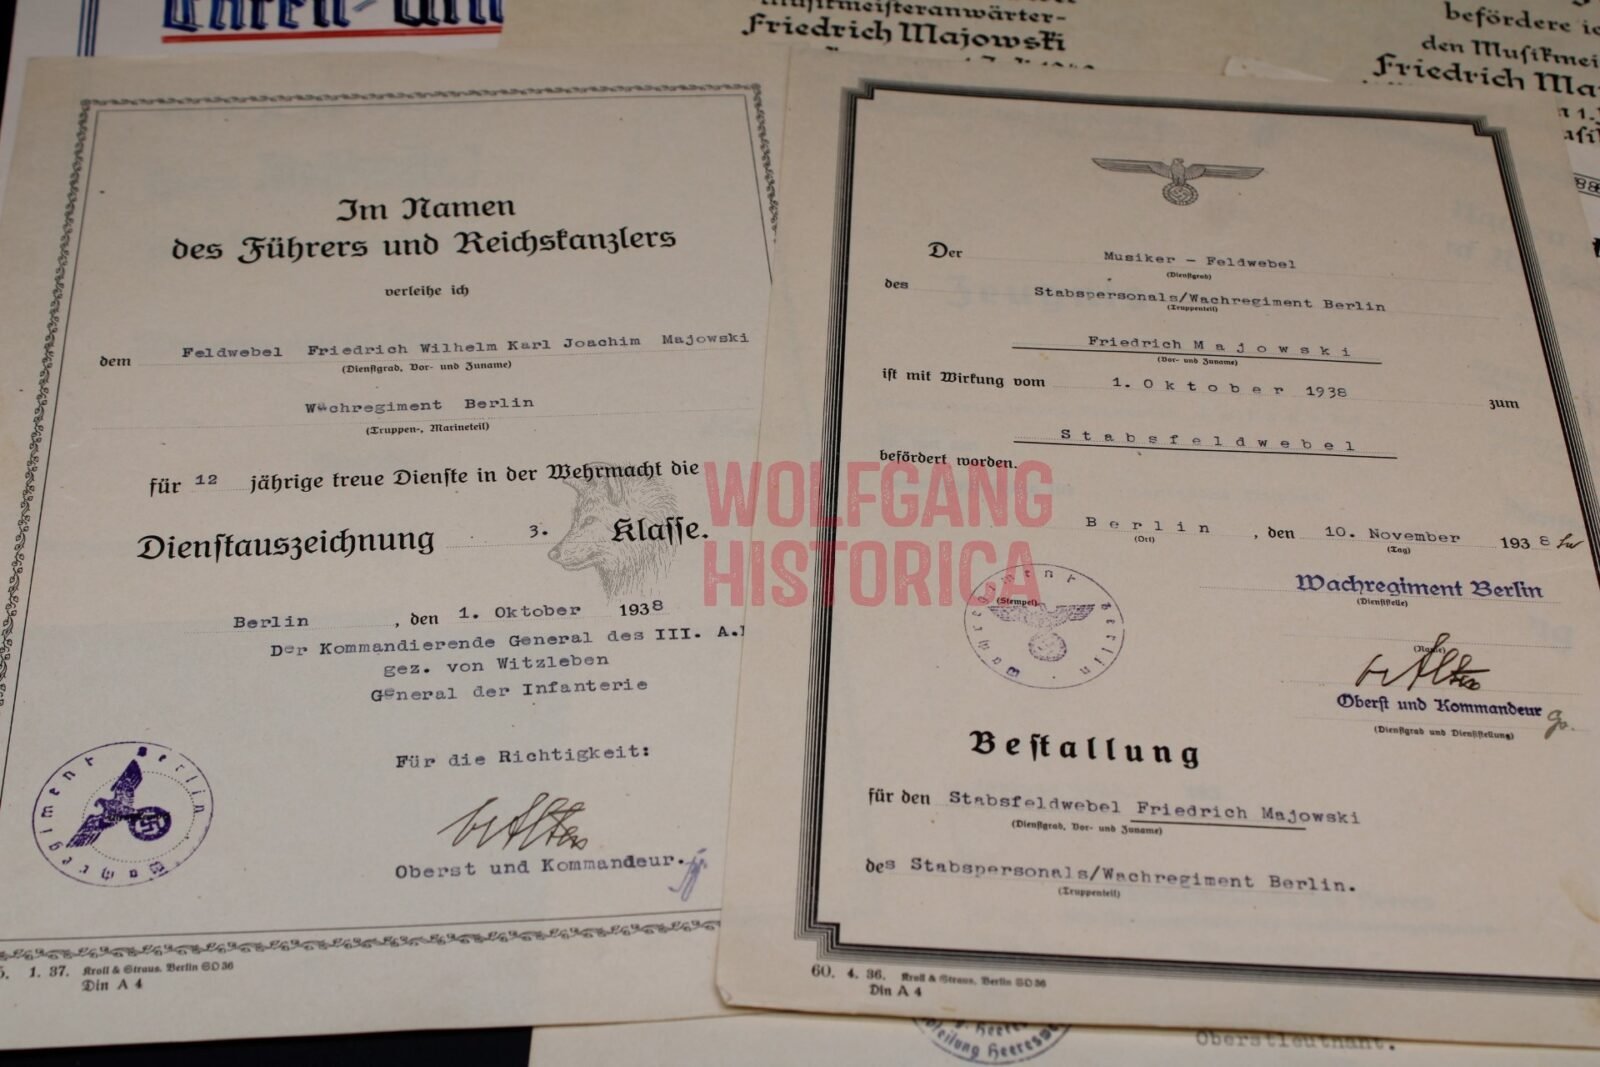 Friedrich Majowski
befördere
Friedrich
Im Namen
des Führers und Reichskanzlers
verleihe ich
dem Feldwebel Friedrich Wilhelm Karl Joachim Majowski
(Dienstgrad, Vor- und Zuname)
Wachregiment Berlin
(Truppen-, Marineteil)
für 12 jährige treue Dienste in der Wehrmacht die
Dienstauszeichnung 3. Klasse.
Berlin, den 1. Oktober 1938
Der Kommandierende General des III. A.
gez. von Witzleben
General der Infanterie
Für die Richtigkeit:
Oberst und Kommandeur.
Wachregiment Berlin
1. 37. Kroll & Straus, Berlin SO 36
Din A 4
Der Musiker - Feldwebel
(Dienstgrad)
des Stabspersonals/Wachregiment Berlin
(Truppenteil)
Friedrich Majowski
(Vor- und Zuname)
ist mit Wirkung vom 1. Oktober 1938 zum
Stabsfeldwebel
befördert worden.
Berlin, den 10. November 1938
(Ort) (Tag)
Wachregiment Berlin
(Dienststelle)
(Stempel)
Wachregiment Berlin
(Name)
Oberst und Kommandeur
(Dienstgrad und Dienststellung)
Bestallung
für den Stabsfeldwebel Friedrich Majowski
(Dienstgrad, Vor- und Zuname)
des Stabspersonals/Wachregiment Berlin.
(Truppenteil)
60. 4. 36. Kroll & Straus, Berlin SO 36
Din A 4
Oberstleutnant.
WOLFGANG
HISTORICA